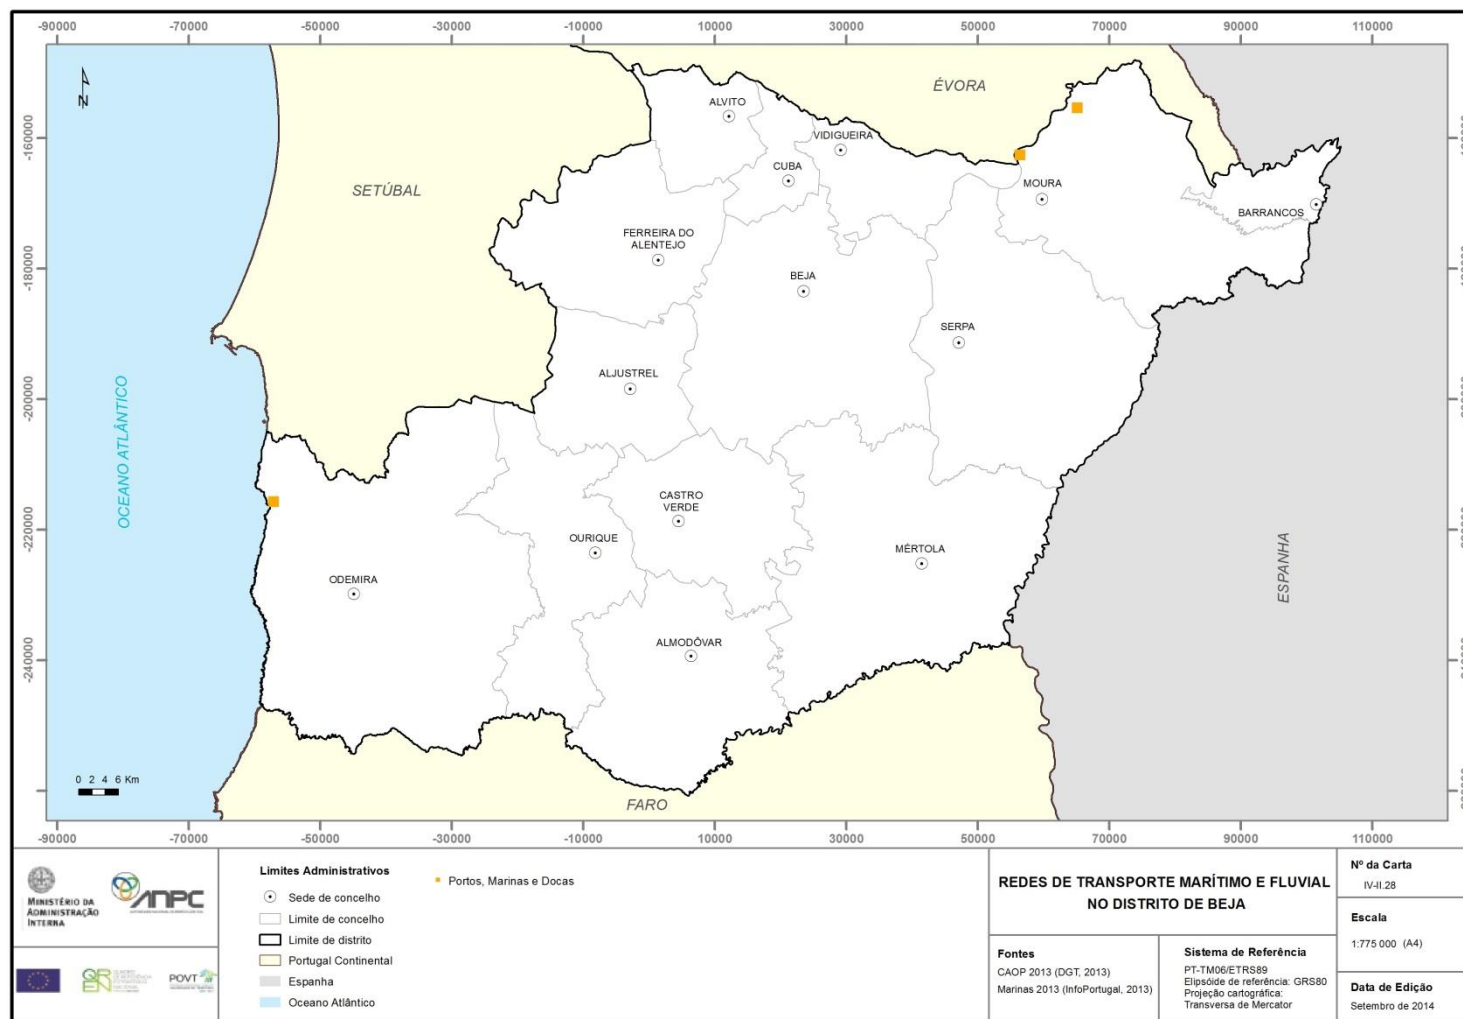 -90000 -70000 -50000 -30000 -10000 10000 30000 50000 70000 90000 110000
N
ÉVORA
ALVITO
VIDIGUEIRA
-160000
CUBA
SETÚBAL
MOURA
BARRANCOS
FERREIRA DO
ALENTEJO
-180000
BEJA
SERPA
ALJUSTREL
-200000
OCEANO ATLÂNTICO
CASTRO
VERDE
-220000
OURIQUE
MÉRTOLA
ESPANHA
ODEMIRA
ALMODÔVAR
-240000
0 2 4 6 Km
FARO
-90000 -70000 -50000 -30000 -10000 10000 30000 50000 70000 90000 110000
MINISTÉRIO DA
ADMINISTRAÇÃO
INTERNA
ANPC
QREN
POVT
Limites Administrativos
Sede de concelho
Limite de concelho
Limite de distrito
Portugal Continental
Espanha
Oceano Atlântico
Portos, Marinas e Docas
REDES DE TRANSPORTE MARÍTIMO E FLUVIAL
NO DISTRITO DE BEJA
Fontes
CAOP 2013 (DGT, 2013)
Marinas 2013 (InfoPortugal, 2013)
Sistema de Referência
PT-TM06/ETRS89
Elipsóide de referência: GRS80
Projeção cartográfica:
Transversa de Mercator
Nº da Carta
IV-II.28
Escala
1:775 000 (A4)
Data de Edição
Setembro de 2014